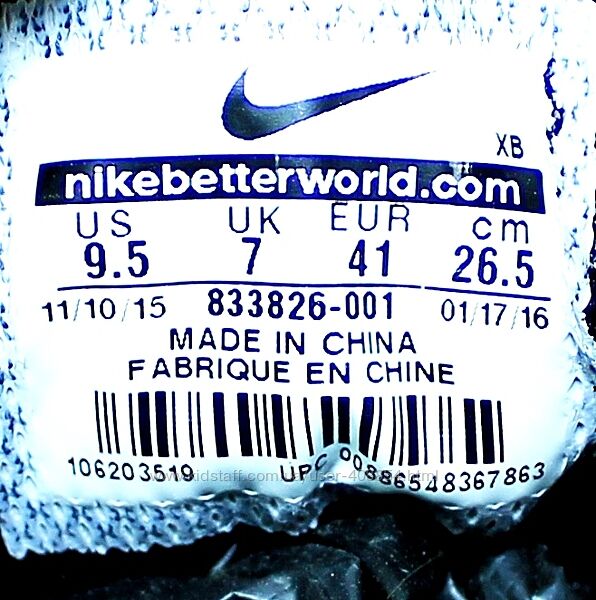 XB
nikebetterworld.com
US UK EUR cm
9.5 7 41 26.5
11/10/15 833826-001 01/17/16
MADE IN CHINA
FABRIQUE EN CHINE
106203519 UPC 00886548367863